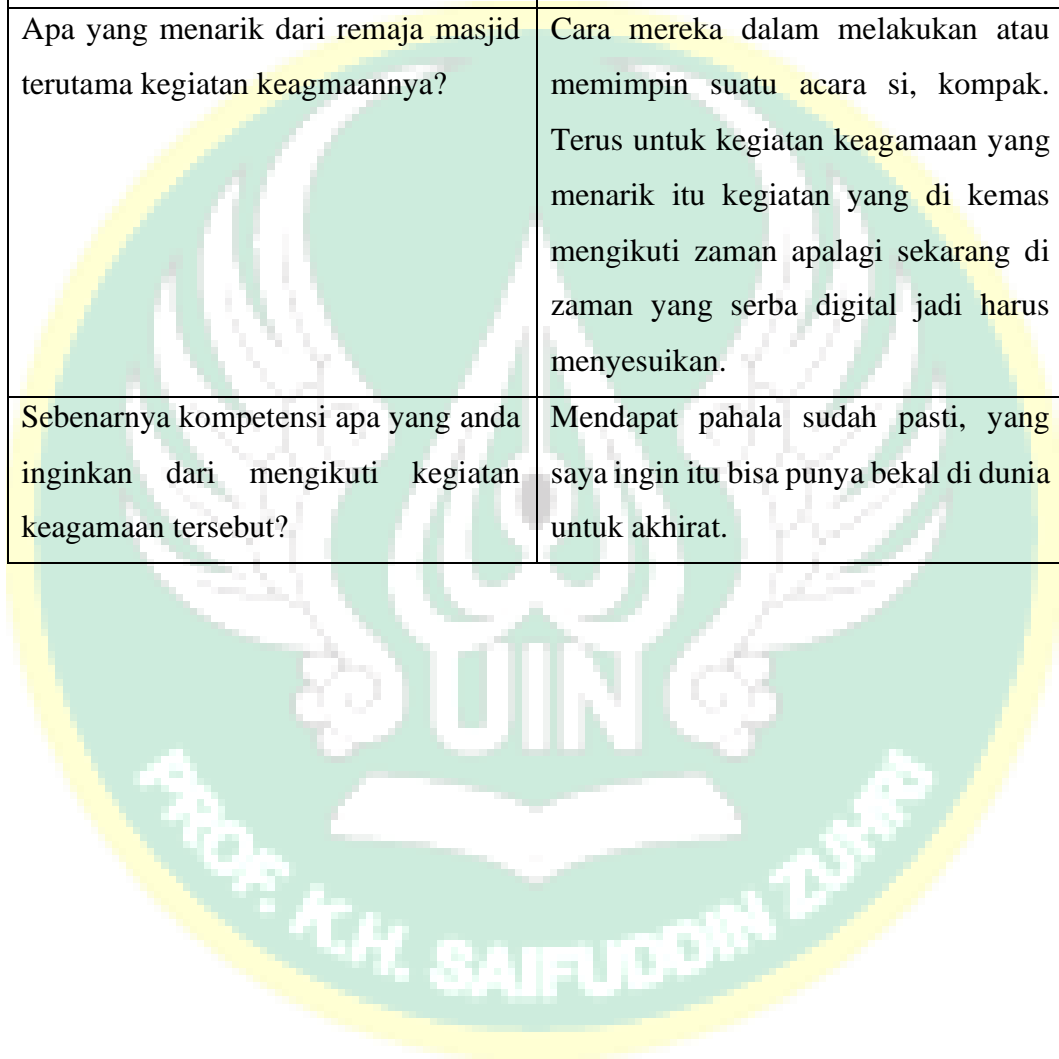 Apa yang menarik dari remaja masjid
terutama kegiatan keagmaannya?
Cara mereka dalam melakukan atau
memimpin suatu acara si, kompak.
Terus untuk kegiatan keagamaan yang
menarik itu kegiatan yang di kemas
mengikuti zaman apalagi sekarang di
zaman yang serba digital jadi harus
menyesuikan.
Sebenarnya kompetensi apa yang anda
inginkan dari mengikuti kegiatan
keagamaan tersebut?
Mendapat pahala sudah pasti, yang
saya ingin itu bisa punya bekal di dunia
untuk akhirat.
UIN
PROF. K.H. SAIFUDDIN ZUHRI